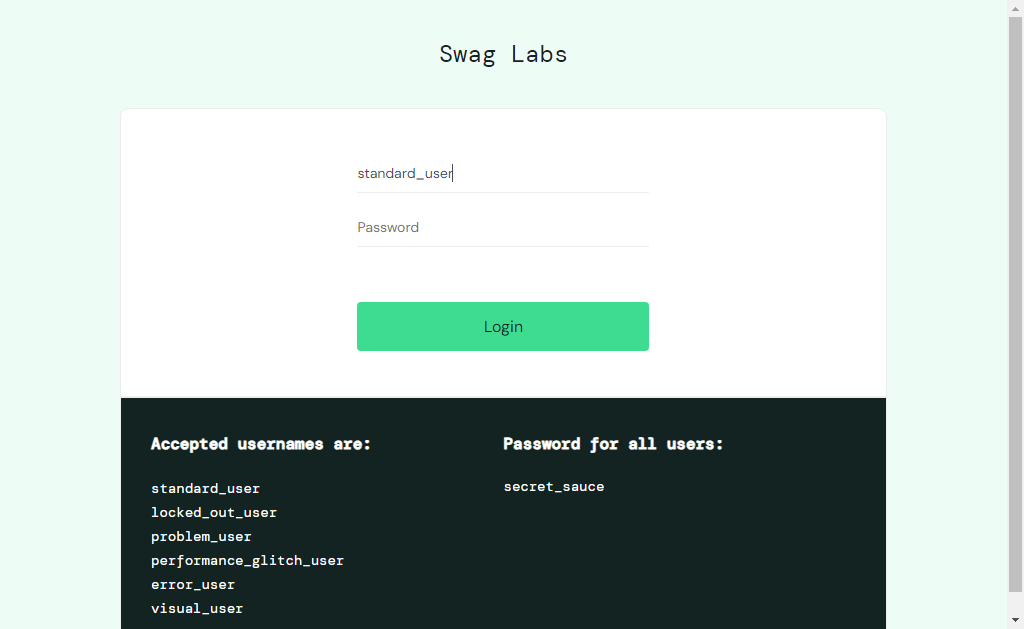 Swag Labs
standard_user
Password
Login
Accepted usernames are:
standard_user
locked_out_user
problem_user
performance_glitch_user
error_user
visual_user
Password for all users:
secret_sauce